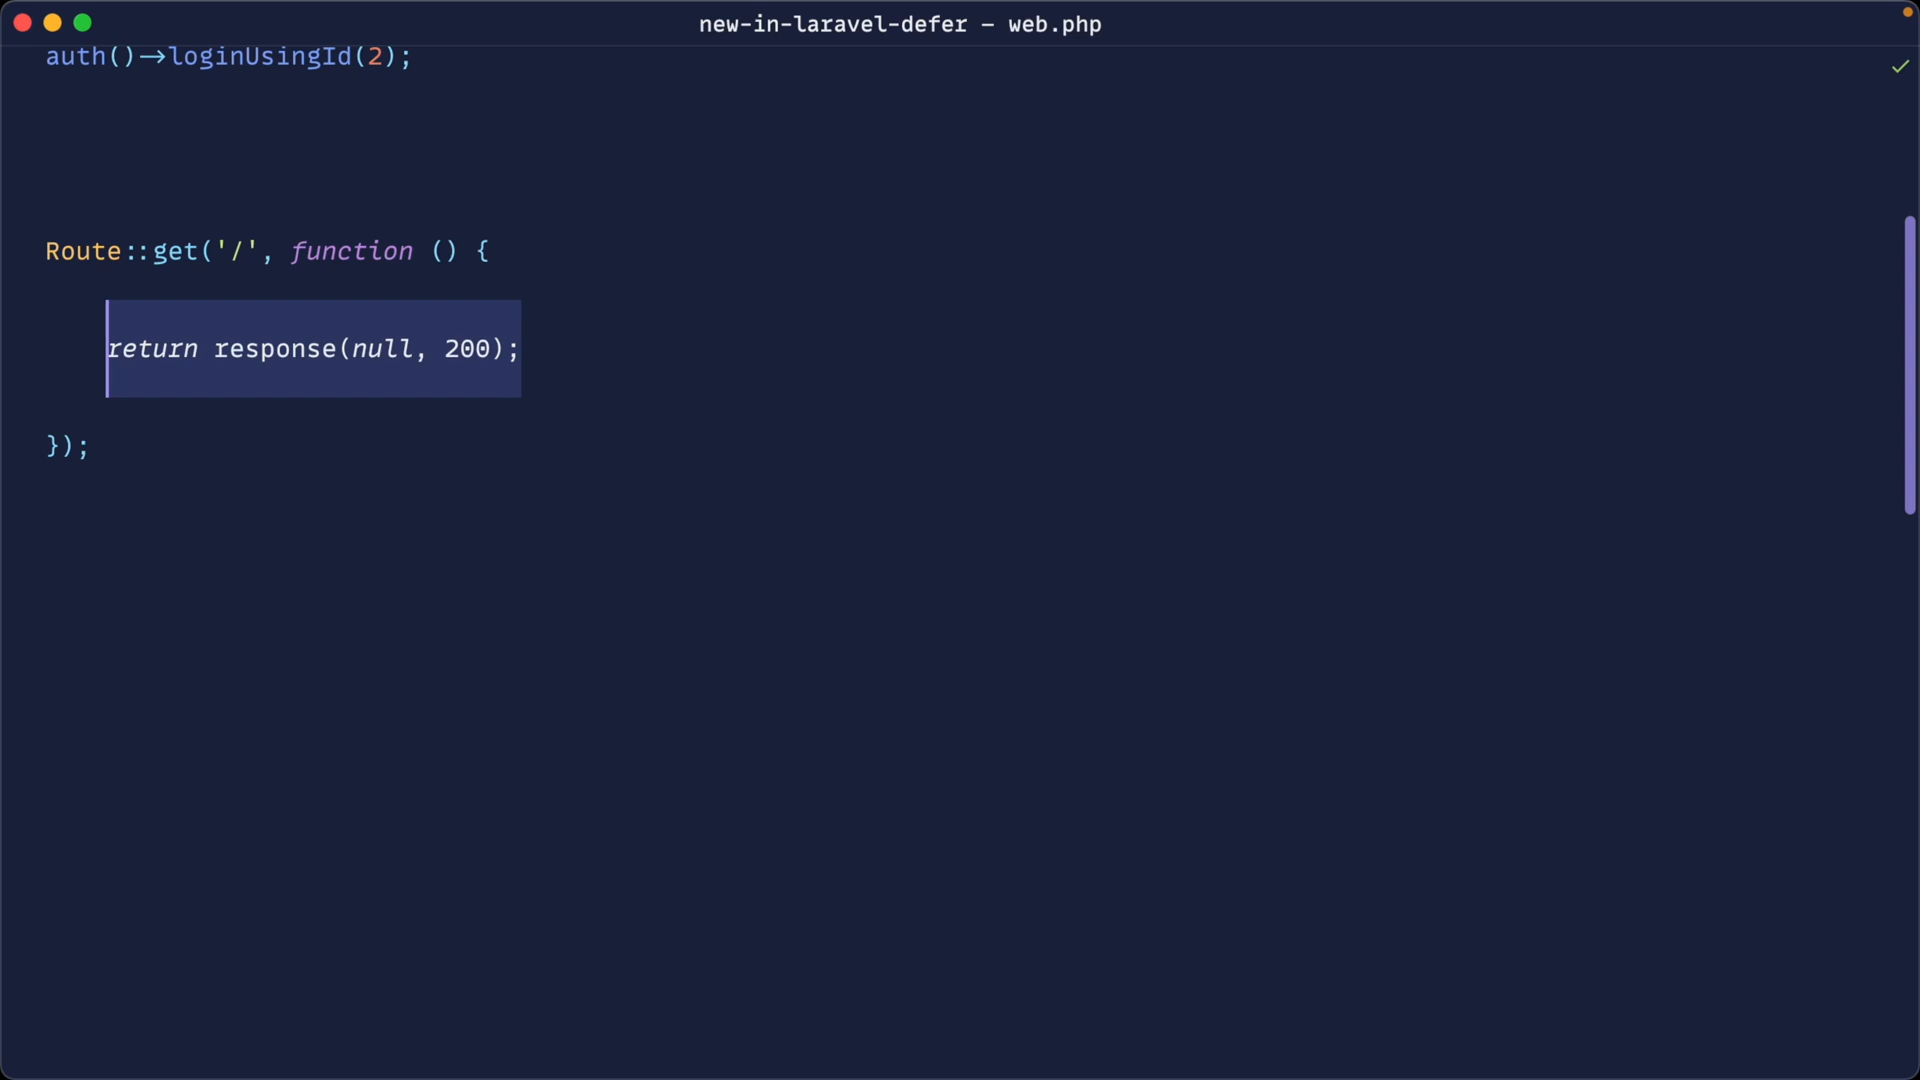 new-in-laravel-defer – web.php
auth()->loginUsingId(2);
Route::get('/', function () {
return response(null, 200);
});